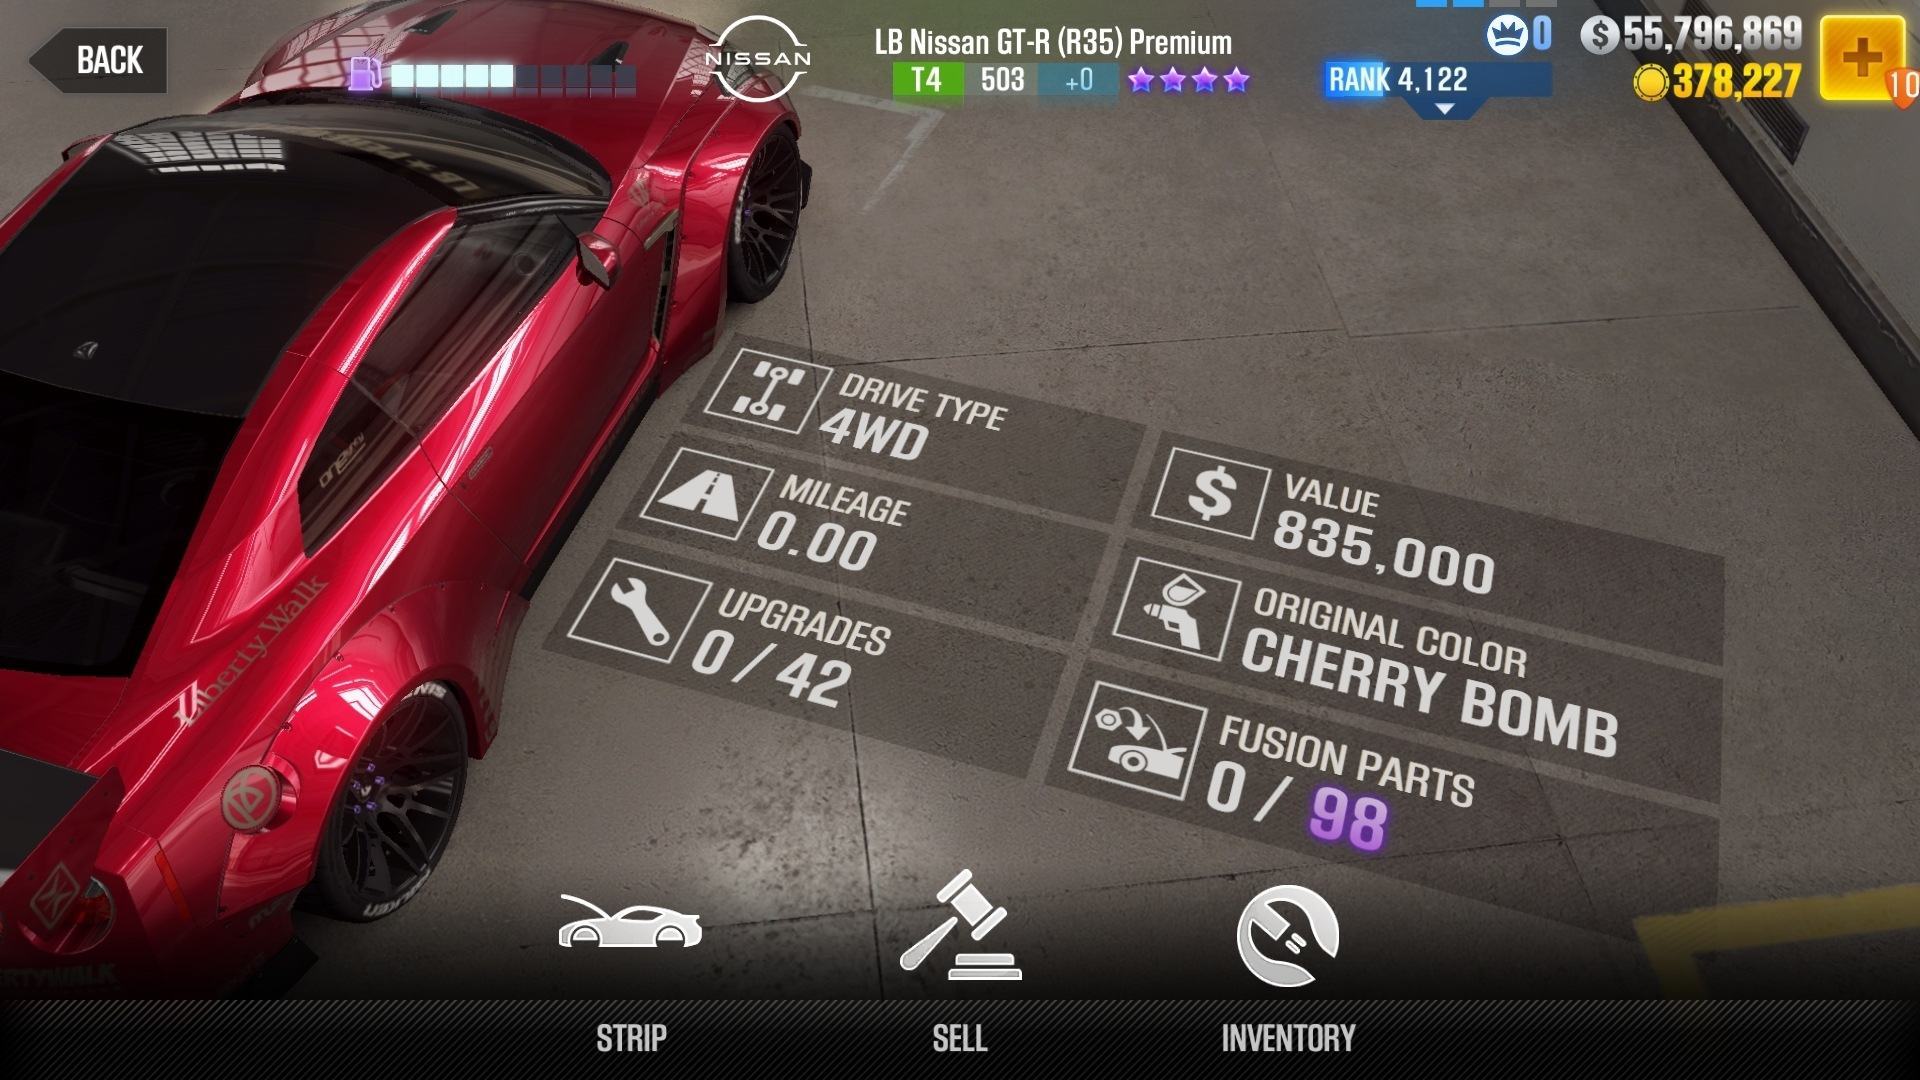 BACK
NISSAN
LB Nissan GT-R (R35) Premium
T4 503 +0
RANK 4,122
0
$ 55,796,869
378,227
10
DRIVE TYPE
4WD
MILEAGE
0.00
UPGRADES
0 / 42
VALUE
835,000
ORIGINAL COLOR
CHERRY BOMB
FUSION PARTS
0 / 98
Liberty Walk
STRIP
SELL
INVENTORY